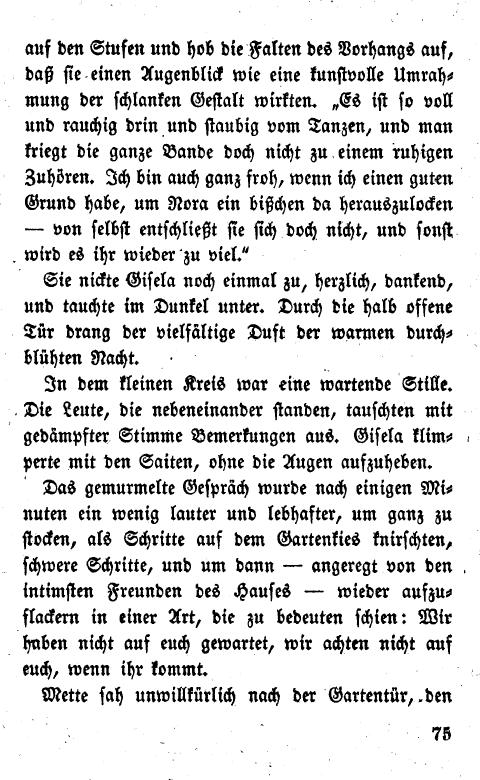 auf den Stufen und hob die Falten des Vorhangs auf,
daß sie einen Augenblick wie eine kunstvolle Umrah-
mung der schlanken Gestalt wirkten. „Es ist so voll
und rauchig drin und staubig vom Tanzen, und man
kriegt die ganze Bande doch nicht zu einem ruhigen
Zuhören. Ich bin auch ganz froh, wenn ich einen guten
Grund habe, um Nora ein bißchen da herauszulocken
— von selbst entschließt sie sich doch nicht, und sonst
wird es ihr wieder zu viel.“
Sie nickte Gisela noch einmal zu, herzlich, dankend,
und tauchte im Dunkel unter. Durch die halb offene
Tür drang der vielfältige Duft der warmen durch-
blühten Nacht.
In dem kleinen Kreis war eine wartende Stille.
Die Leute, die nebeneinander standen, tauschten mit
gedämpfter Stimme Bemerkungen aus. Gisela klim-
perte mit den Saiten, ohne die Augen aufzuheben.
Das gemurmelte Gespräch wurde nach einigen Mi-
nuten ein wenig lauter und lebhafter, um ganz zu
stocken, als Schritte auf dem Gartenkies knirschten,
schwere Schritte, und um dann — angeregt von den
intimsten Freunden des Hauses — wieder aufzu-
flackern in einer Art, die zu bedeuten schien: Wir
haben nicht auf euch gewartet, wir achten nicht auf
euch, wenn ihr kommt.
Mette sah unwillkürlich nach der Gartentür, den
75